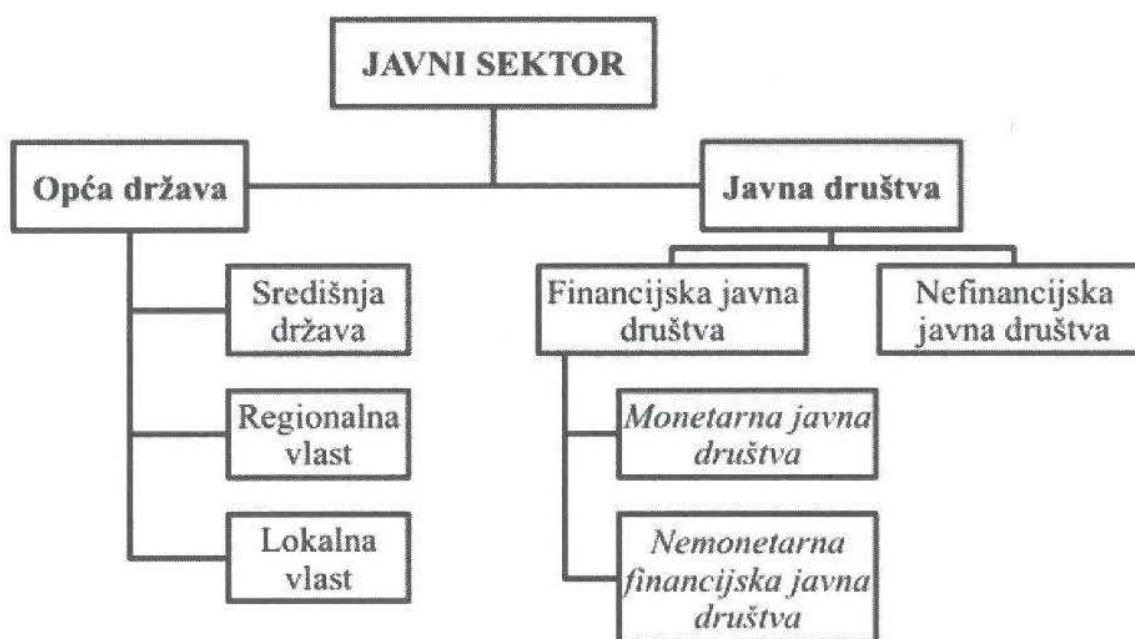 JAVNI SEKTOR
Opća država
Središnja
država
Regionalna
vlast
Lokalna
vlast
Javna društva
Financijska javna
društva
Monetarna javna
društva
Nemonetarna
financijska javna
društva
Nefinancijska
javna društva